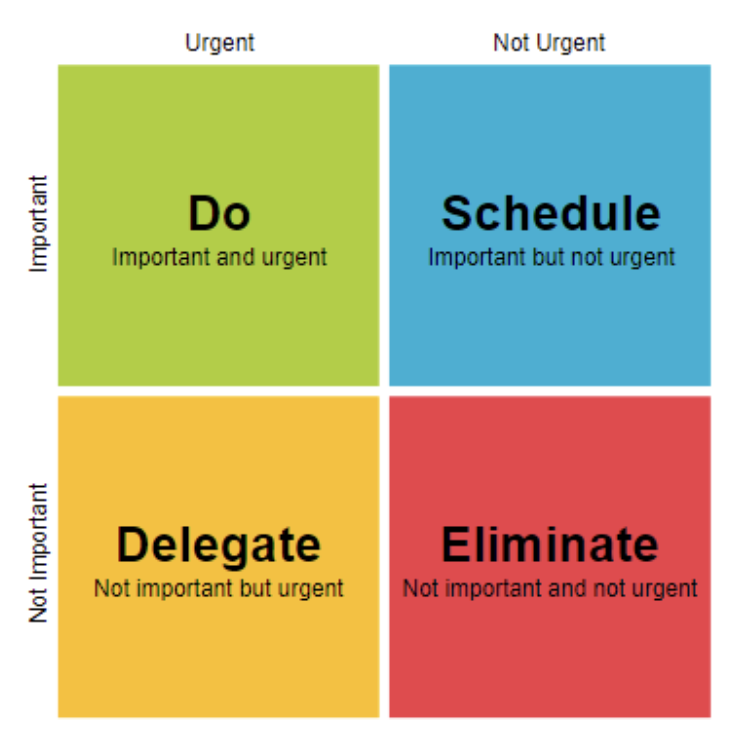 Urgent
Not Urgent
Important
Do
Important and urgent
Schedule
Important but not urgent
Not Important
Delegate
Not important but urgent
Eliminate
Not important and not urgent